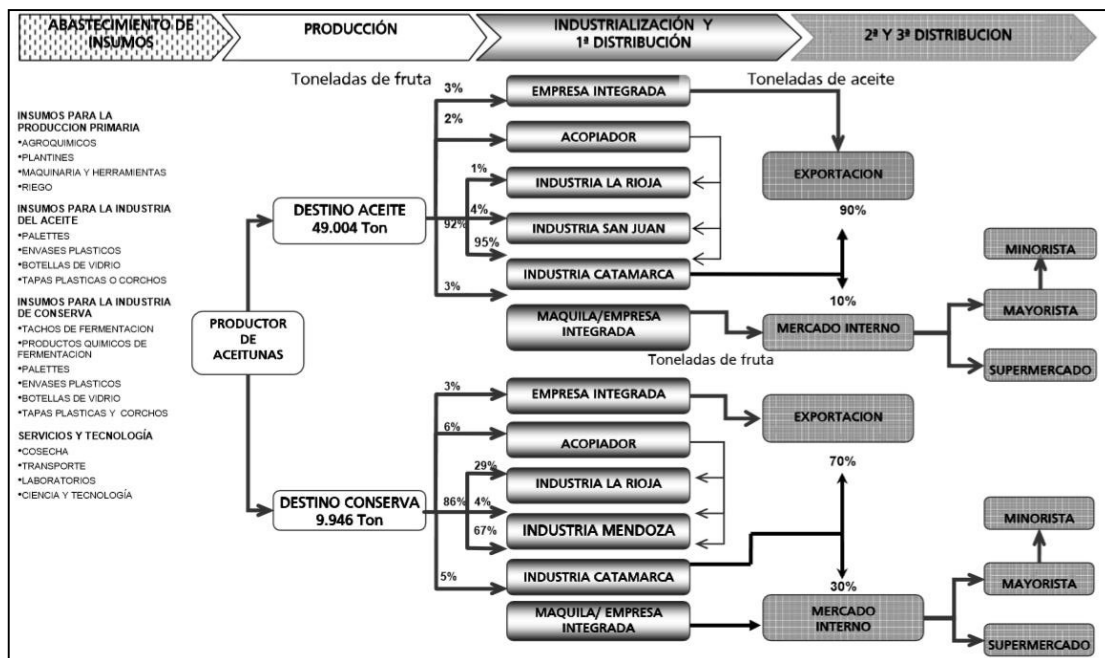 ABASTECIMIENTO DE
INSUMOS
PRODUCCIÓN
INDUSTRIALIZACIÓN Y
1ª DISTRIBUCIÓN
2ª Y 3ª DISTRIBUCION
Toneladas de fruta
Toneladas de aceite
INSUMOS PARA LA
PRODUCCION PRIMARIA
•AGROQUIMICOS
•PLANTINES
•MAQUINARIA Y HERRAMIENTAS
•RIEGO
INSUMOS PARA LA INDUSTRIA
DEL ACEITE
•PALETTES
•ENVASES PLASTICOS
•BOTELLAS DE VIDRIO
•TAPAS PLASTICAS O CORCHOS
INSUMOS PARA LA INDUSTRIA
DE CONSERVA
•TACHOS DE FERMENTACION
•PRODUCTOS QUIMICOS DE
FERMENTACION
•PALETTES
•ENVASES PLASTICOS
•BOTELLAS DE VIDRIO
•TAPAS PLASTICAS Y CORCHOS
SERVICIOS Y TECNOLOGÍA
•COSECHA
•TRANSPORTE
•LABORATORIOS
•CIENCIA Y TECNOLOGÍA
PRODUCTOR
DE
ACEITUNAS
DESTINO ACEITE
49.004 Ton
3%
2%
92%
1%
4%
95%
3%
EMPRESA INTEGRADA
ACOPIADOR
INDUSTRIA LA RIOJA
INDUSTRIA SAN JUAN
INDUSTRIA CATAMARCA
MAQUILA/EMPRESA
INTEGRADA
EXPORTACION
90%
10%
MERCADO INTERNO
MINORISTA
MAYORISTA
SUPERMERCADO
Toneladas de fruta
DESTINO CONSERVA
9.946 Ton
3%
6%
86%
29%
4%
67%
5%
EMPRESA INTEGRADA
ACOPIADOR
INDUSTRIA LA RIOJA
INDUSTRIA MENDOZA
INDUSTRIA CATAMARCA
MAQUILA/ EMPRESA
INTEGRADA
EXPORTACION
70%
30%
MERCADO
INTERNO
MINORISTA
MAYORISTA
SUPERMERCADO